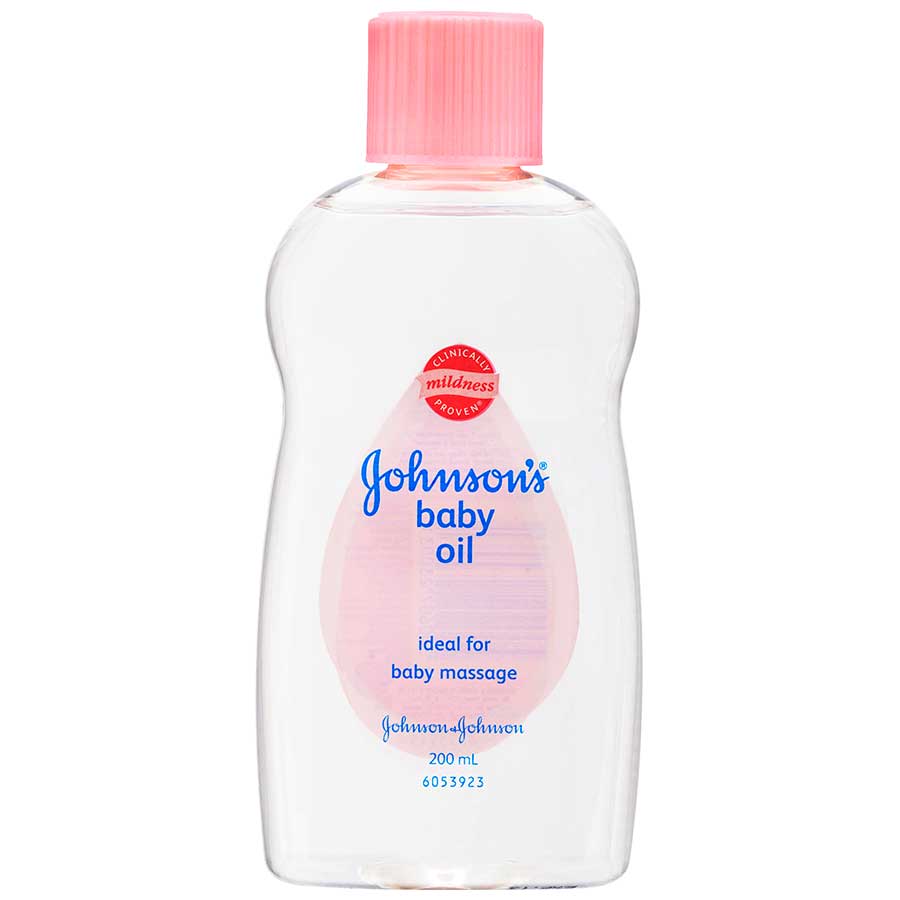 CLINICALLY
mildness
PROVEN®
Johnson's®
baby
oil
ideal for
baby massage
Johnson & Johnson
200 mL
6053923